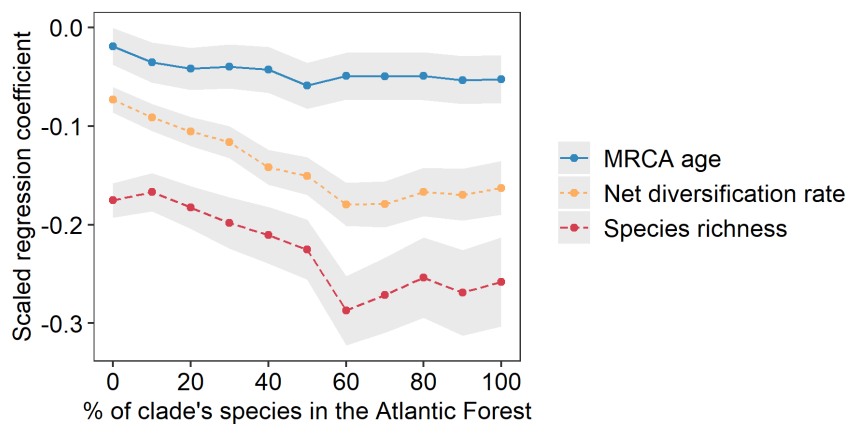 Scaled regression coefficient
0.0
-0.1
-0.2
-0.3
0 20 40 60 80 100
% of clade's species in the Atlantic Forest
MRCA age
Net diversification rate
Species richness